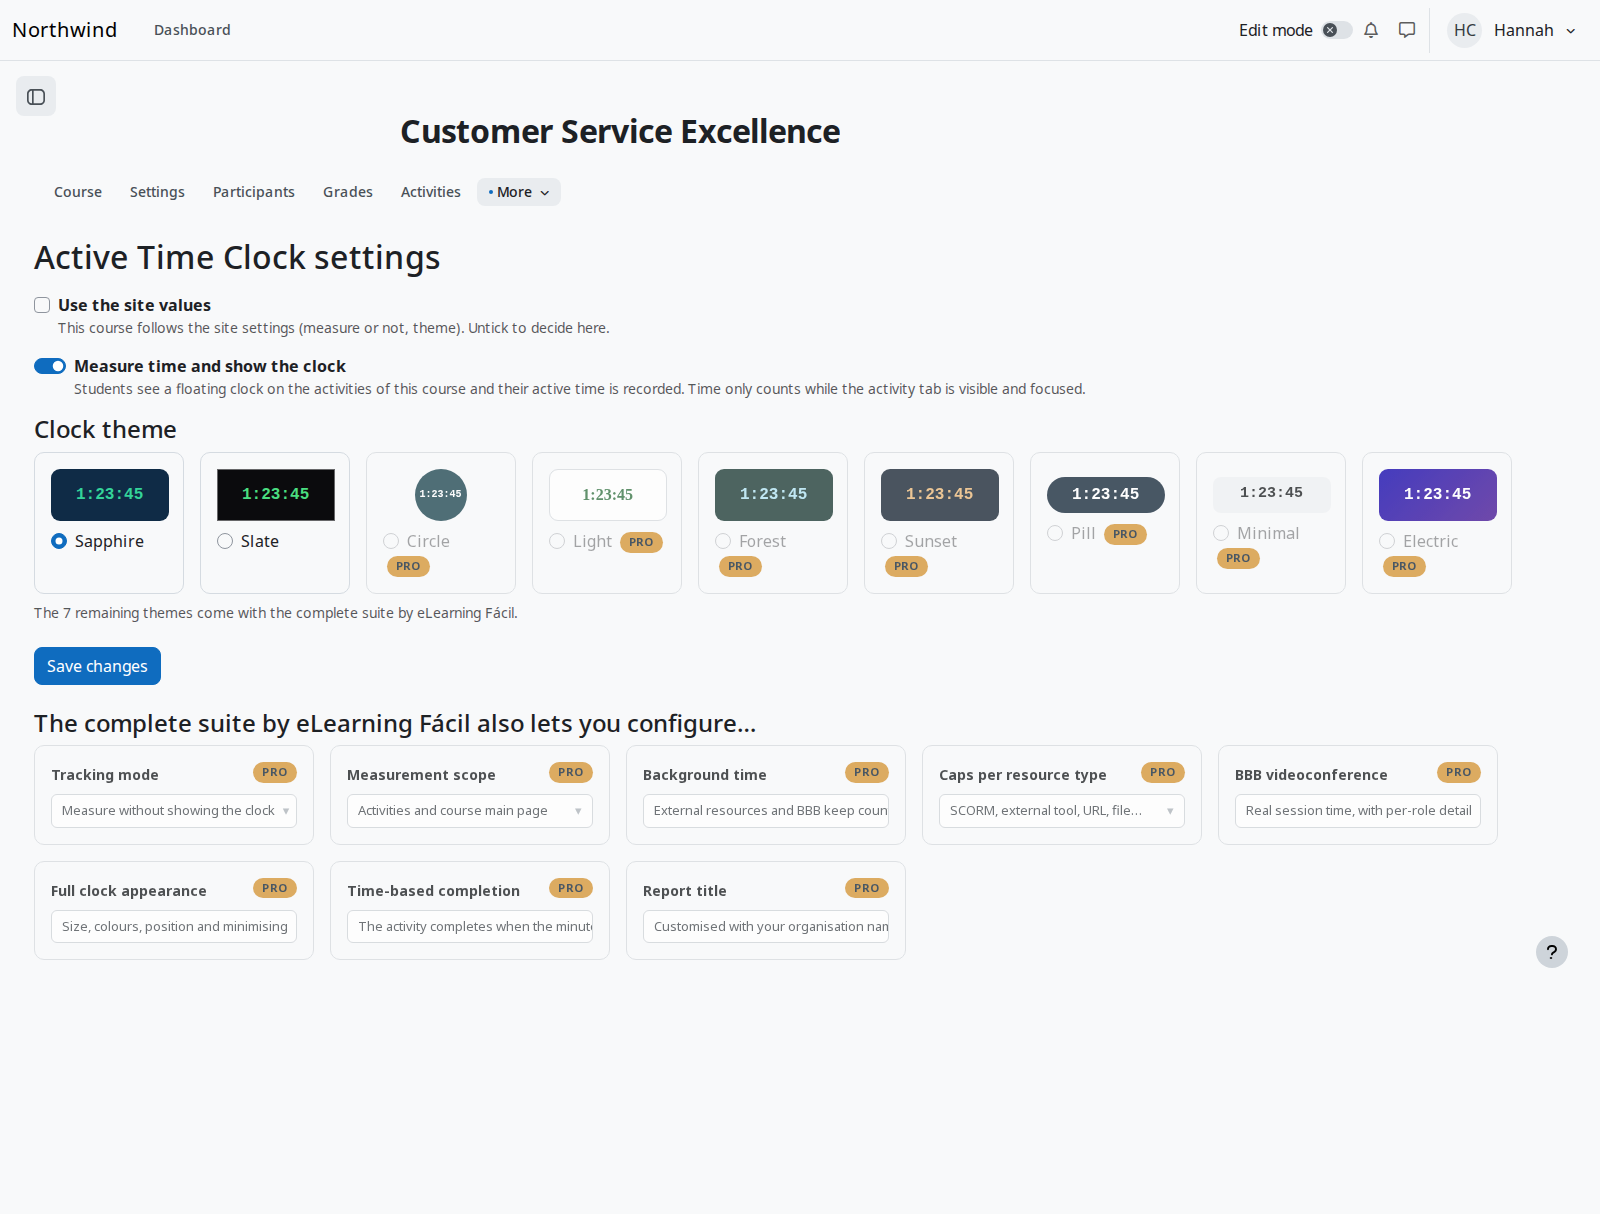 Northwind
Dashboard
Edit mode
HC
Hannah
Customer Service Excellence
Course
Settings
Participants
Grades
Activities
More
Active Time Clock settings
Use the site values
This course follows the site settings (measure or not, theme). Untick to decide here.
Measure time and show the clock
Students see a floating clock on the activities of this course and their active time is recorded. Time only counts while the activity tab is visible and focused.
Clock theme
1:23:45
Sapphire
1:23:45
Slate
1:23:45
Circle
PRO
1:23:45
Light PRO
1:23:45
Forest
PRO
1:23:45
Sunset
PRO
1:23:45
Pill PRO
1:23:45
Minimal
PRO
1:23:45
Electric
PRO
The 7 remaining themes come with the complete suite by eLearning Fácil.
Save changes
The complete suite by eLearning Fácil also lets you configure...
Tracking mode PRO
Measure without showing the clock
Measurement scope PRO
Activities and course main page
Background time PRO
External resources and BBB keep coun
Caps per resource type PRO
SCORM, external tool, URL, file...
BBB videoconference PRO
Real session time, with per-role detail
Full clock appearance PRO
Size, colours, position and minimising
Time-based completion PRO
The activity completes when the minut
Report title PRO
Customised with your organisation nam
?